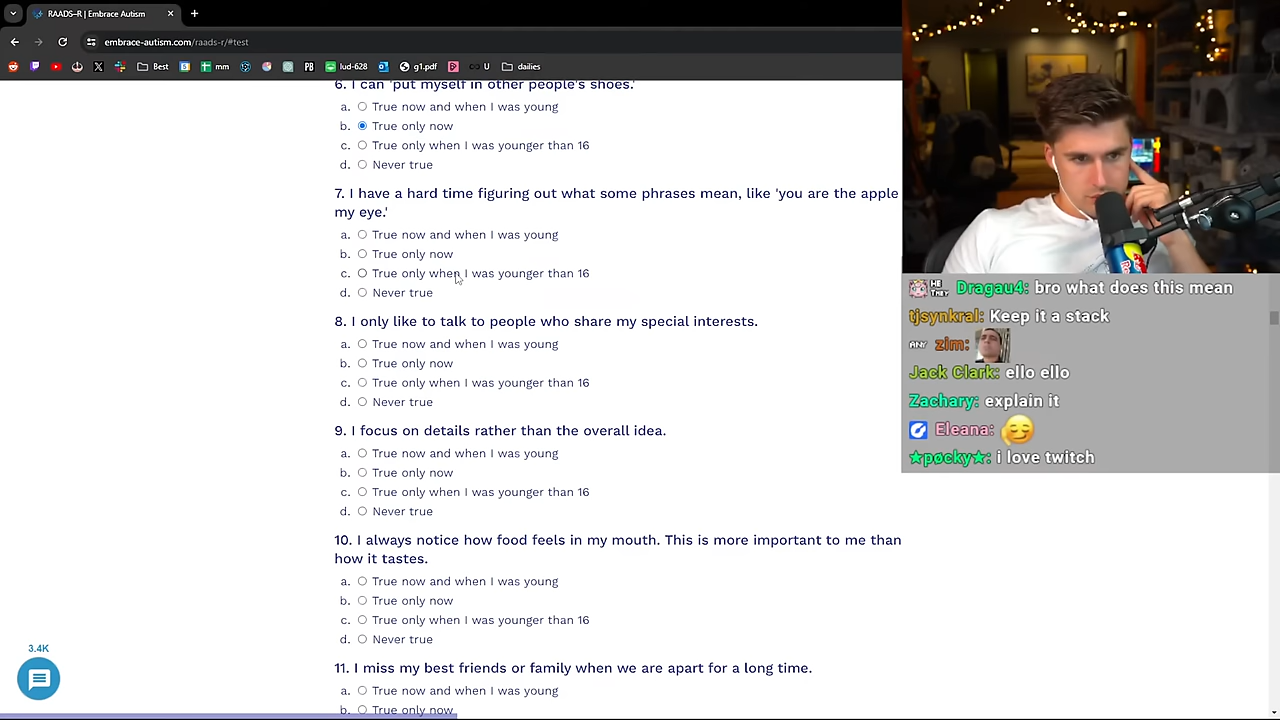 RAADS–R | Embrace Autism
embrace-autism.com/raads-r/#test
Best
mm
PB
lud-628
g1.pdf
U
dailies
6. I can 'put myself in other people's shoes.'
a. True now and when I was young
b. True only now
c. True only when I was younger than 16
d. Never true
7. I have a hard time figuring out what some phrases mean, like 'you are the apple
my eye.'
a. True now and when I was young
b. True only now
c. True only when I was younger than 16
d. Never true
8. I only like to talk to people who share my special interests.
a. True now and when I was young
b. True only now
c. True only when I was younger than 16
d. Never true
9. I focus on details rather than the overall idea.
a. True now and when I was young
b. True only now
c. True only when I was younger than 16
d. Never true
10. I always notice how food feels in my mouth. This is more important to me than
how it tastes.
a. True now and when I was young
b. True only now
c. True only when I was younger than 16
d. Never true
11. I miss my best friends or family when we are apart for a long time.
a. True now and when I was young
b. True only now
3.4K
HE THEY Dragau4: bro what does this mean
tjsynkral: Keep it a stack
ANY zim:
Jack Clark: ello ello
Zachary: explain it
Eleana:
★pøcky★: i love twitch